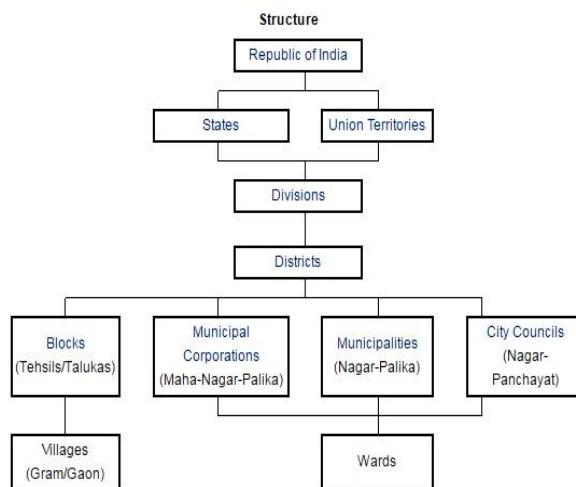 Structure
Republic of India
States
Union Territories
Divisions
Districts
Blocks
(Tehsils/Talukas)
Municipal
Corporations
(Maha-Nagar-Palika)
Municipalities
(Nagar-Palika)
City Councils
(Nagar-
Panchayat)
Villages
(Gram/Gaon)
Wards